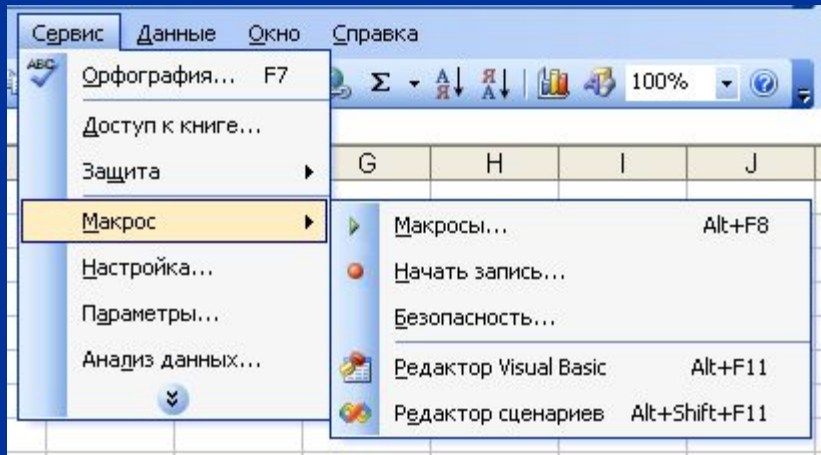 Сервис Данные Окно Справка
ABC
Орфография... F7
Σ А Я Я А 100%
Доступ к книге...
Защита
G H I J
Макрос
Макросы... Alt+F8
Настройка...
Начать запись...
Параметры...
Безопасность...
Анализ данных...
Редактор Visual Basic Alt+F11
Редактор сценариев Alt+Shift+F11